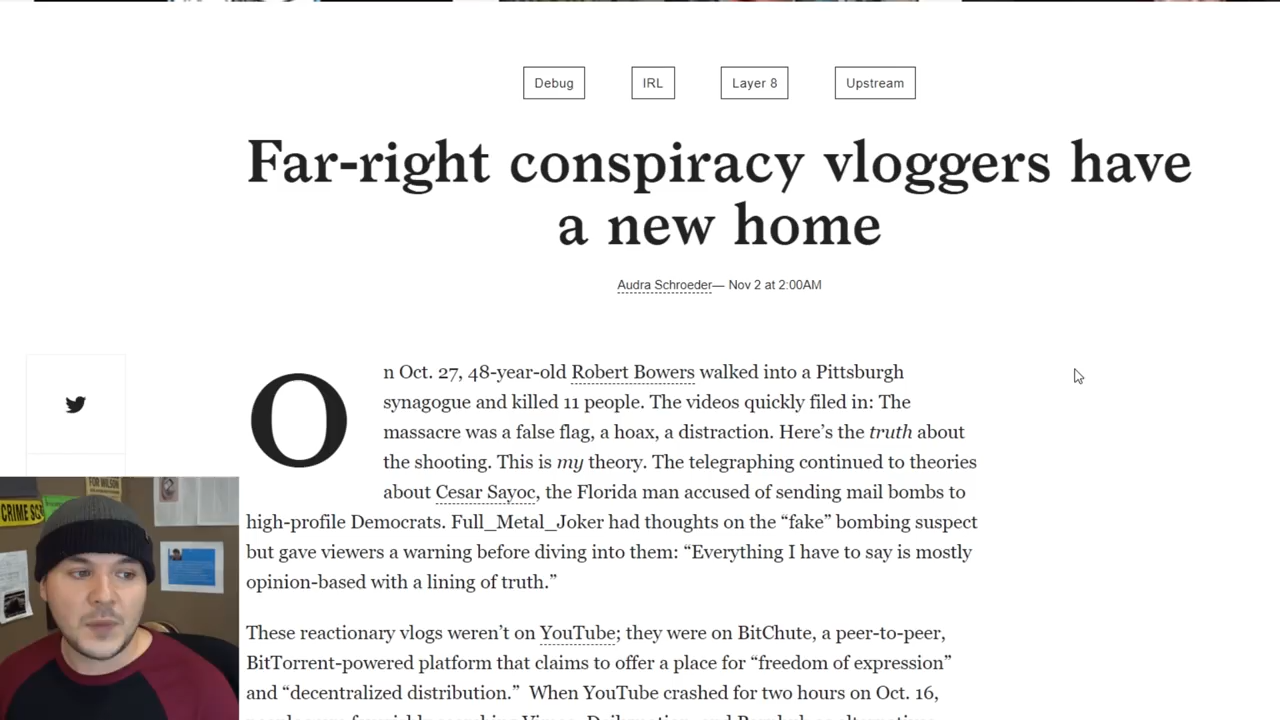 Debug
IRL
Layer 8
Upstream
Far-right conspiracy vloggers have
a new home
Audra Schroeder— Nov 2 at 2:00AM
On Oct. 27, 48-year-old Robert Bowers walked into a Pittsburgh
synagogue and killed 11 people. The videos quickly filed in: The
massacre was a false flag, a hoax, a distraction. Here’s the truth about
the shooting. This is my theory. The telegraphing continued to theories
about Cesar Sayoc, the Florida man accused of sending mail bombs to
high-profile Democrats. Full_Metal_Joker had thoughts on the “fake” bombing suspect
but gave viewers a warning before diving into them: “Everything I have to say is mostly
opinion-based with a lining of truth.”
These reactionary vlogs weren’t on YouTube; they were on BitChute, a peer-to-peer,
BitTorrent-powered platform that claims to offer a place for “freedom of expression”
and “decentralized distribution.” When YouTube crashed for two hours on Oct. 16,
FOR WILSON
CRIME SC